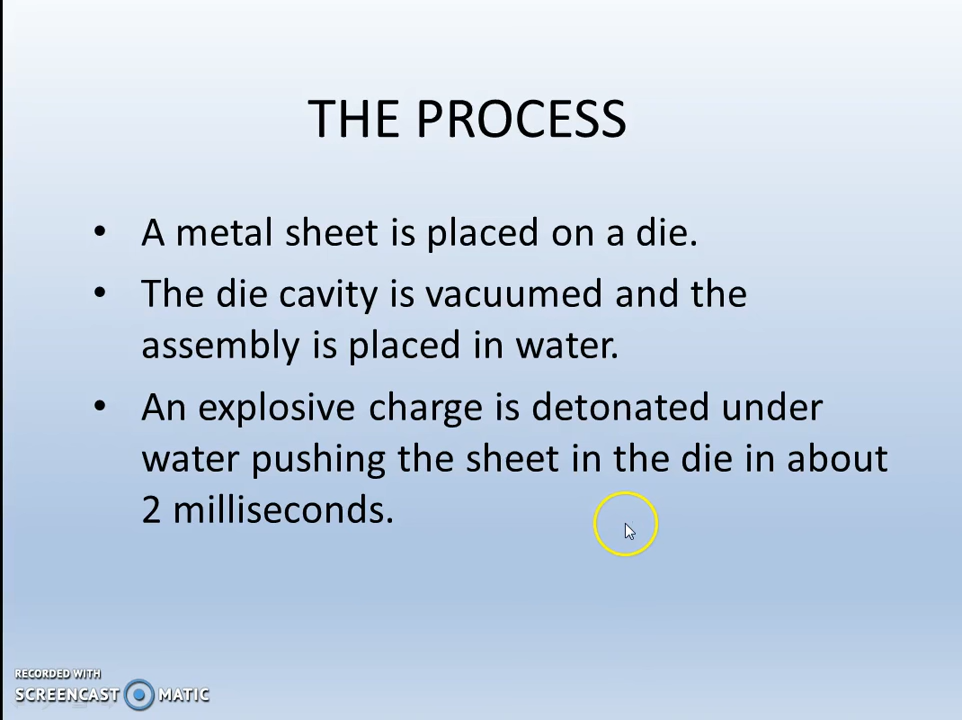 THE PROCESS
• A metal sheet is placed on a die.
• The die cavity is vacuumed and the
assembly is placed in water.
• An explosive charge is detonated under
water pushing the sheet in the die in about
2 milliseconds.
RECORDED WITH
SCREENCAST MATIC